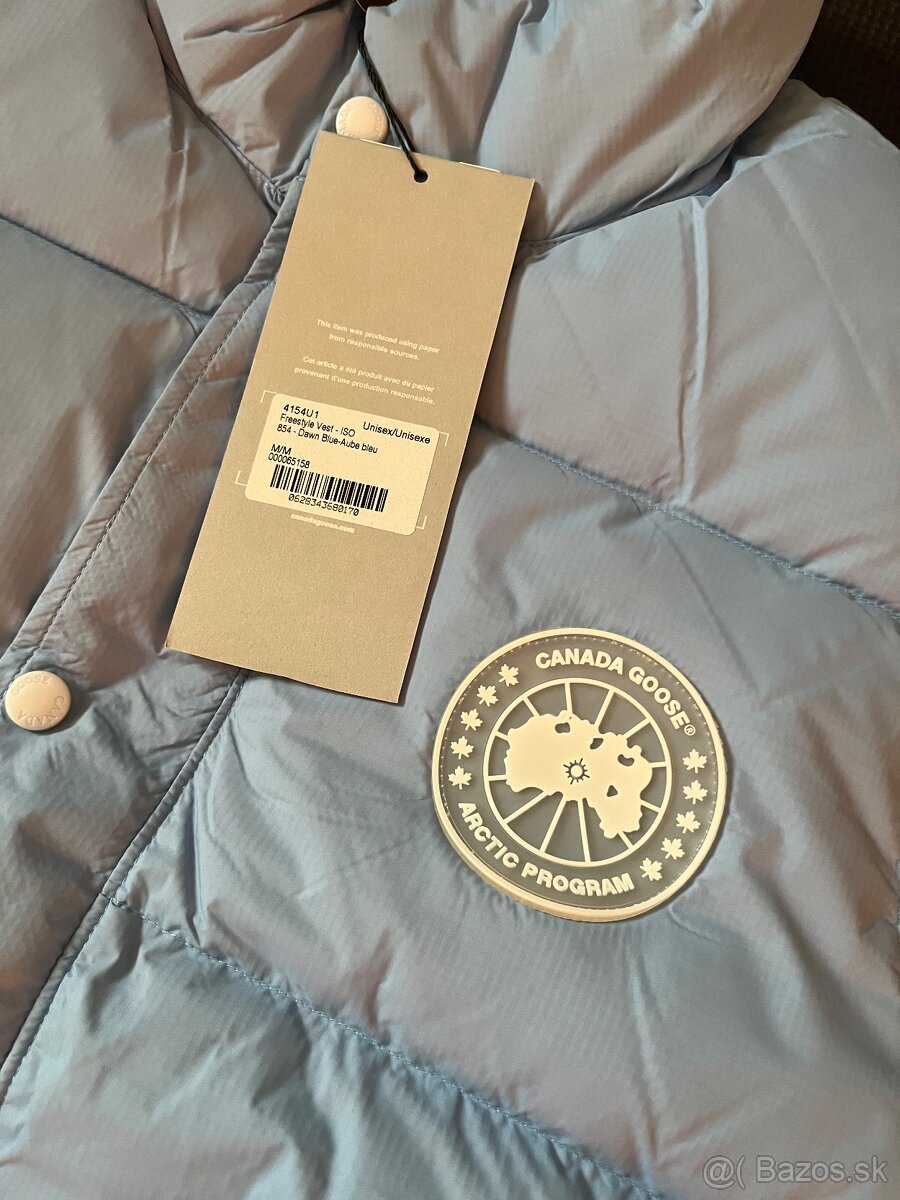 This item was produced using paper
from responsible sources.
Cet article a été produit avec du papier
provenant d'une production responsable.
4154U1
Freestyle Vest - ISO Unisex/Unisexe
854 - Dawn Blue-Aube bleu
M/M
000065158
0628343680170
canadagoose.com
GOOSE
CANADA
CANADA GOOSE®
ARCTIC PROGRAM
@( Bazos.sk